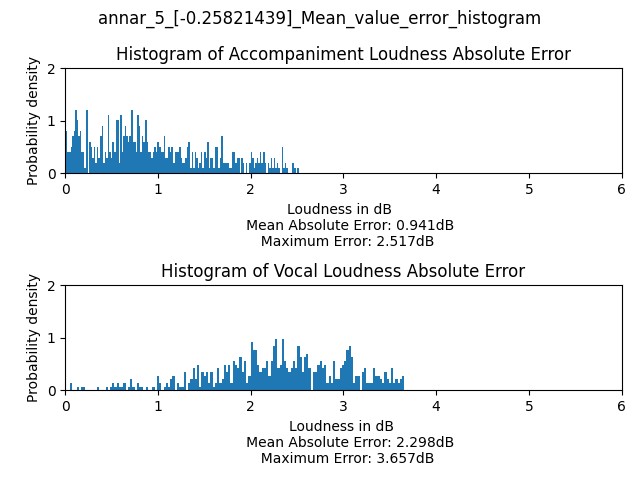 annar_5_[-0.25821439]_Mean_value_error_histogram
Histogram of Accompaniment Loudness Absolute Error
Probability density
2
1
0
0 1 2 3 4 5 6
Loudness in dB
Mean Absolute Error: 0.941dB
Maximum Error: 2.517dB
Histogram of Vocal Loudness Absolute Error
Probability density
2
1
0
0 1 2 3 4 5 6
Loudness in dB
Mean Absolute Error: 2.298dB
Maximum Error: 3.657dB